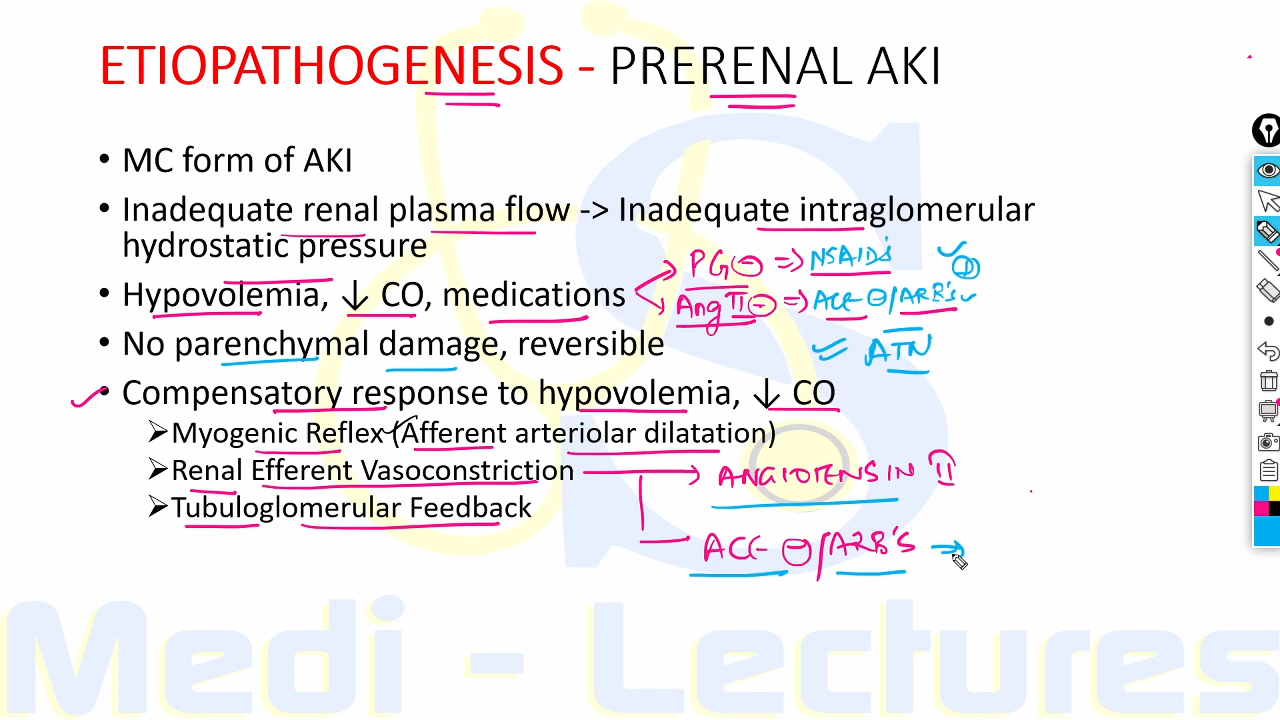 ETIOPATHOGENESIS - PRERENAL AKI
• MC form of AKI
• Inadequate renal plasma flow -> Inadequate intraglomerular
hydrostatic pressure
PG⊖ => NSAIDs
• Hypovolemia, ↓ CO, medications
Ang II⊖ => ACE⊖/ARB's
• No parenchymal damage, reversible
ATN
• Compensatory response to hypovolemia, ↓ CO
➢Myogenic Reflex (Afferent arteriolar dilatation)
➢Renal Efferent Vasoconstriction
ANGIOTENSIN II
➢Tubuloglomerular Feedback
ACE ⊖/ARB's
Medi - Lectures